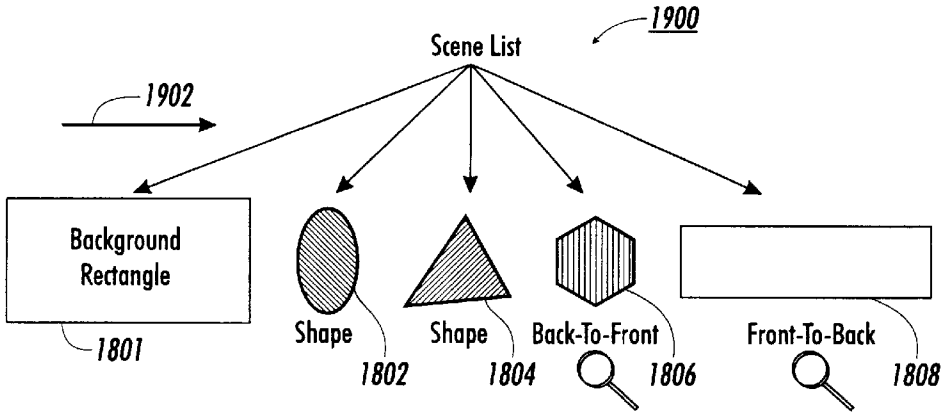 1900
Scene List
1902
Background
Rectangle
1801
Shape
1802
Shape
1804
Back-To-Front
1806
Front-To-Back
1808